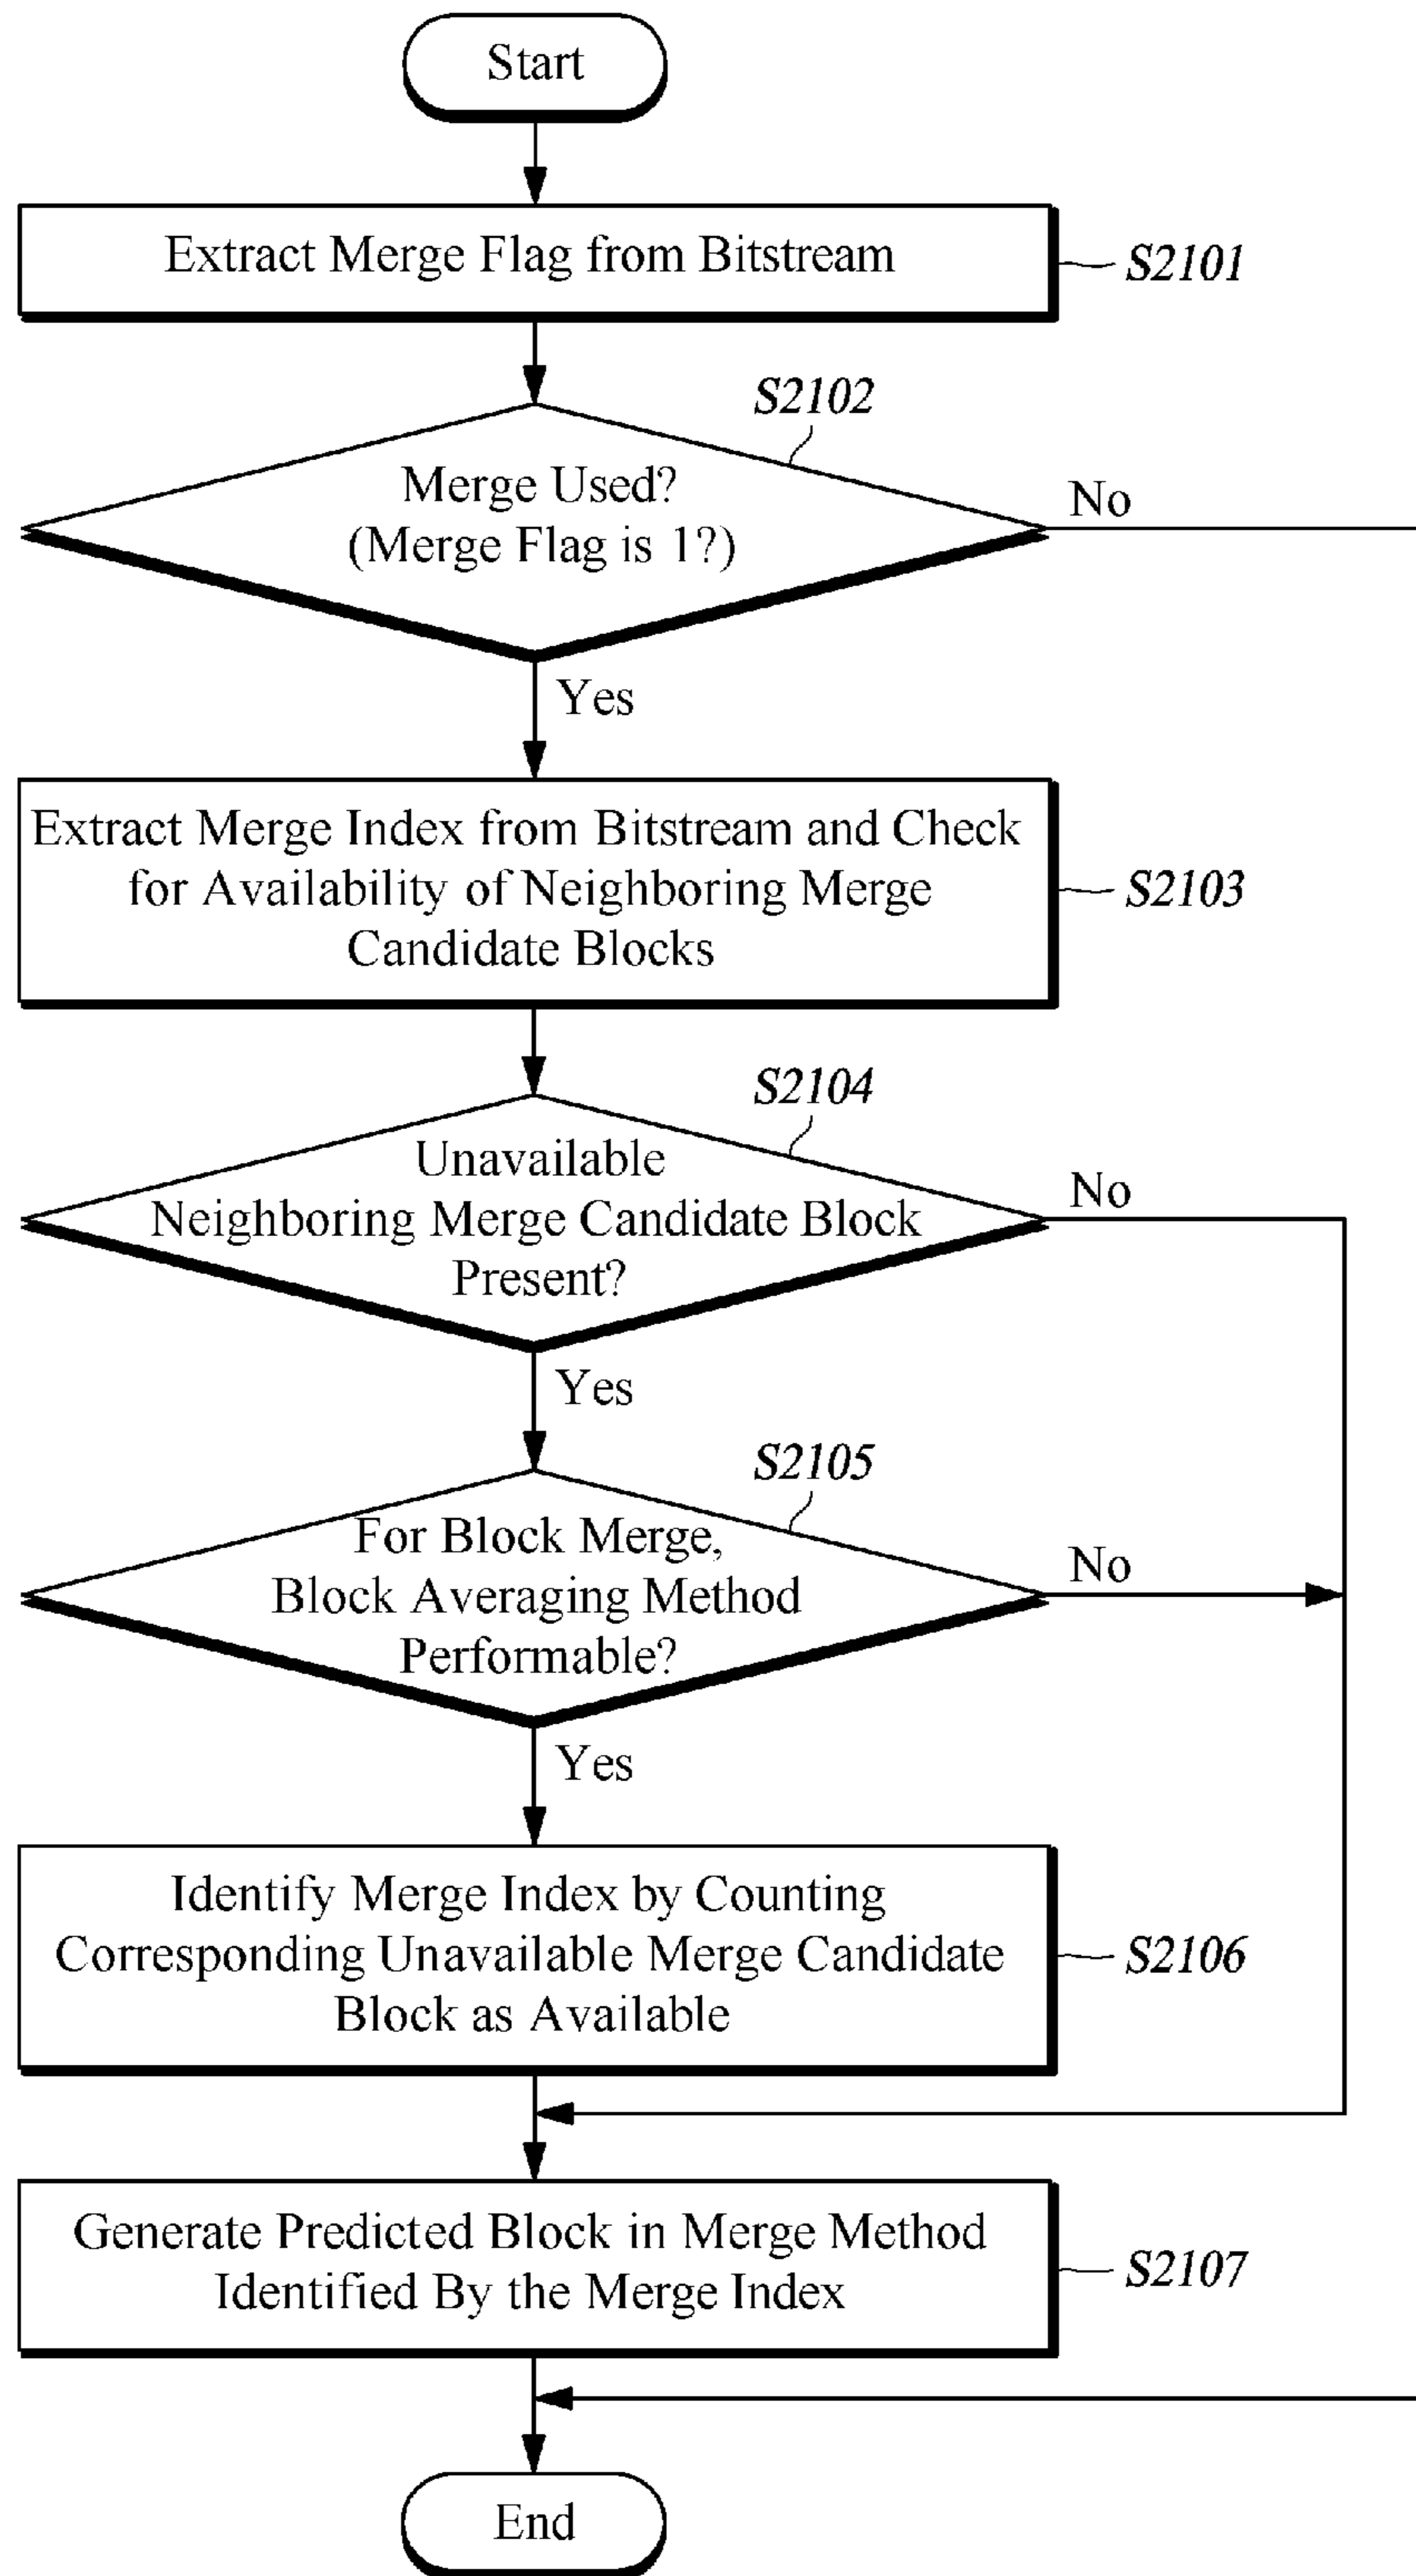 Start
Extract Merge Flag from Bitstream
S2101
S2102
Merge Used?
(Merge Flag is 1?)
No
Yes
Extract Merge Index from Bitstream and Check
for Availability of Neighboring Merge
Candidate Blocks
S2103
S2104
Unavailable
Neighboring Merge Candidate Block
Present?
No
Yes
S2105
For Block Merge,
Block Averaging Method
Performable?
No
Yes
Identify Merge Index by Counting
Corresponding Unavailable Merge Candidate
Block as Available
S2106
Generate Predicted Block in Merge Method
Identified By the Merge Index
S2107
End